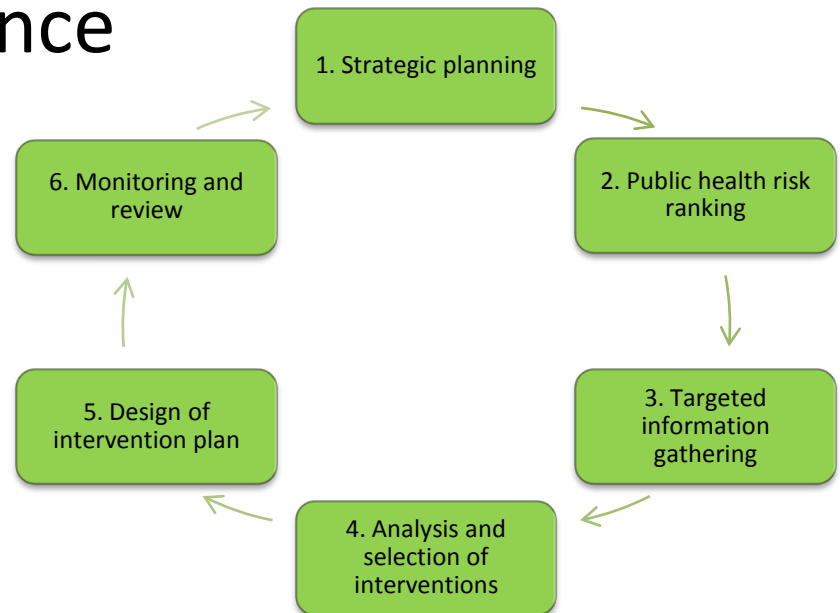 1. Strategic planning
2. Public health risk
ranking
3. Targeted
information
gathering
4. Analysis and
selection of
interventions
5. Design of
intervention plan
6. Monitoring and
review